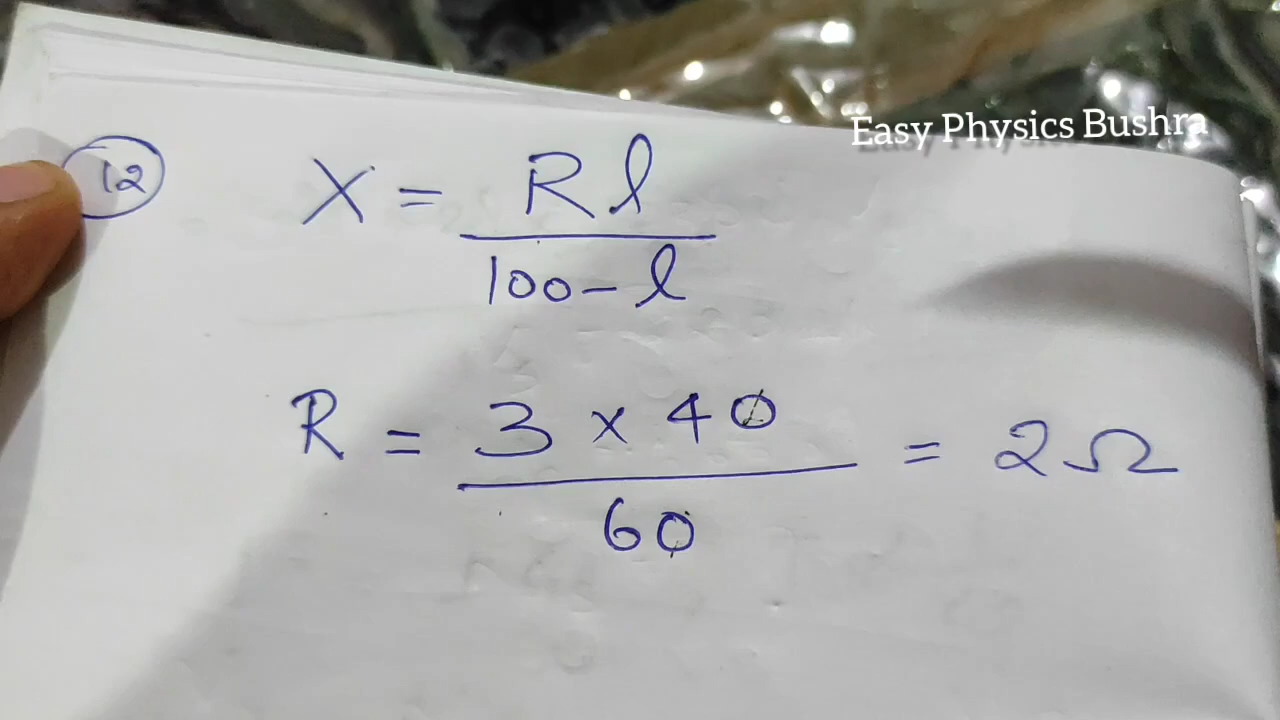 Easy Physics Bushra
12
X = Rl / 100 - l
R = 3 × 40 / 60 = 2Ω